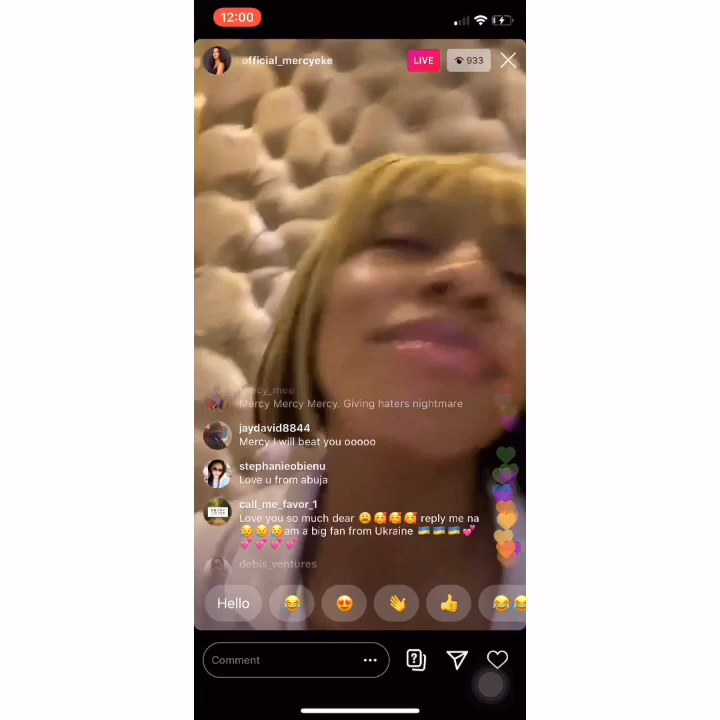 12:00
official_mercyeke
LIVE
933
Mercy Mercy Mercy. Giving haters nightmare
jaydavid8844
Mercy I will beat you ooooo
stephanieobienu
Love u from abuja
call_me_favor_1
Love you so much dear 😩🥰🥰🥰 reply me na
😥😥😥am a big fan from Ukraine 🇺🇦🇺🇦🇺🇦💕
💕💕💕💕
debis_ventures
Hello
Comment